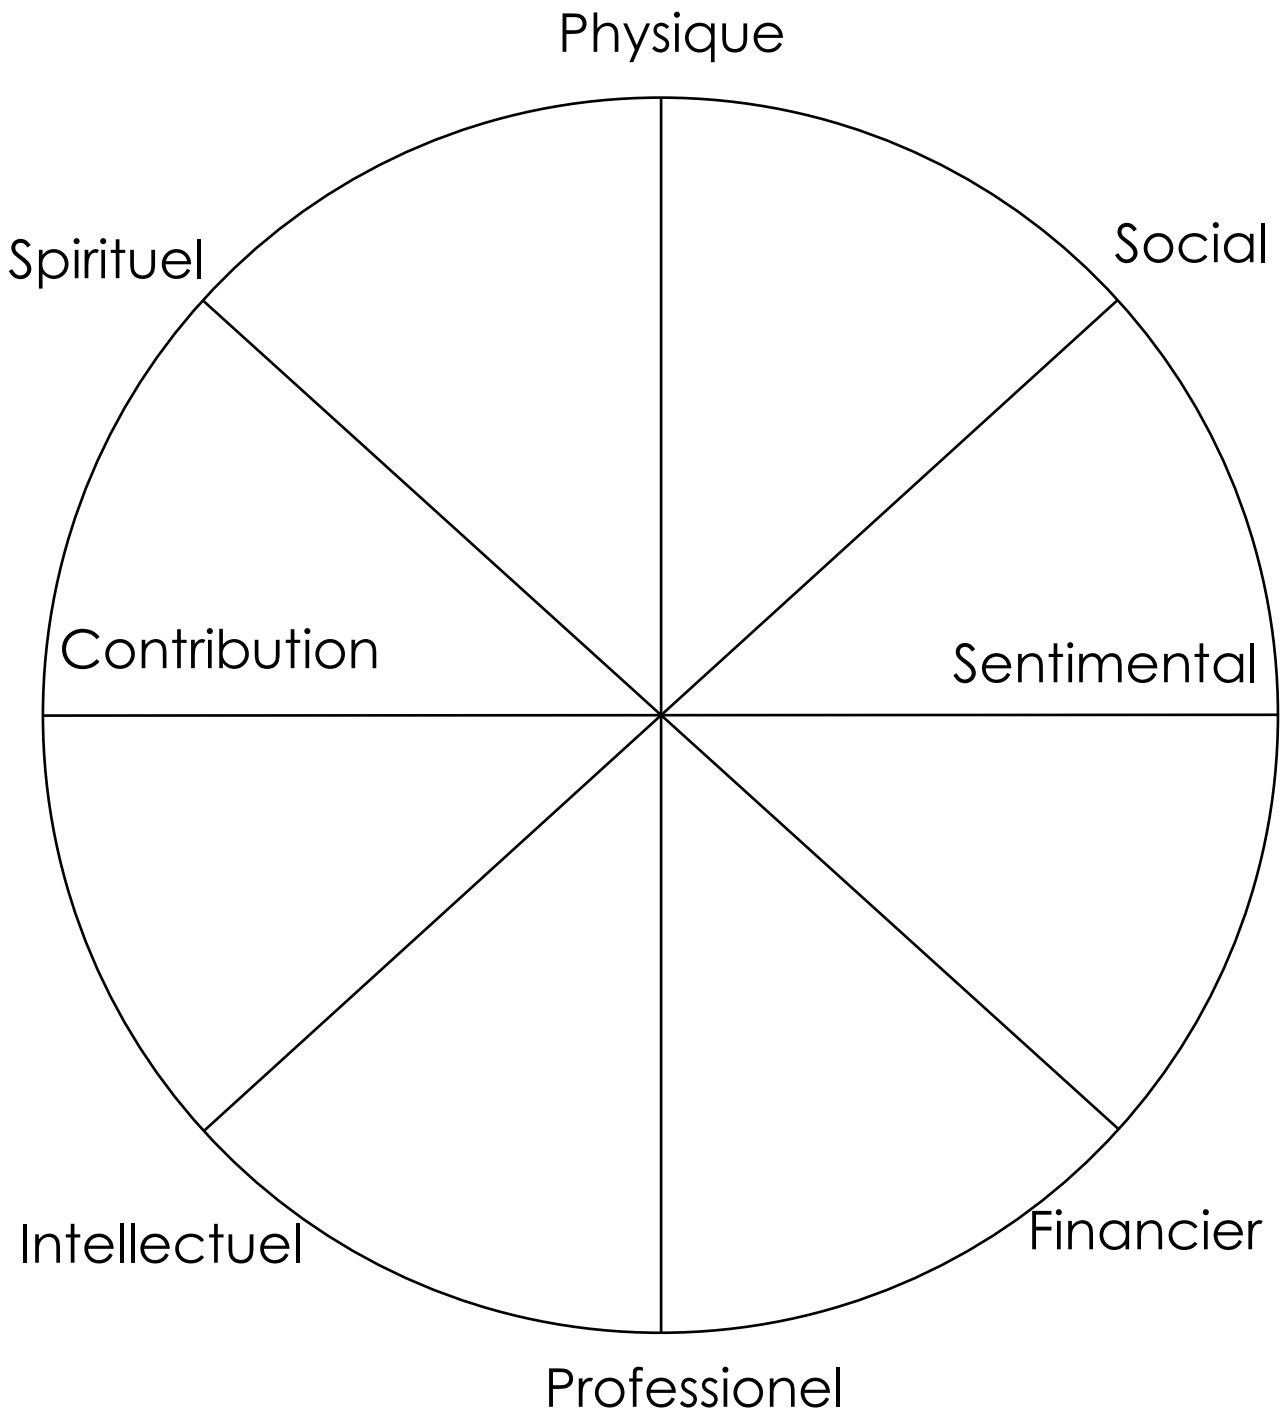 Physique
Social
Spirituel
Contribution
Sentimental
Financier
Intellectuel
Professionel